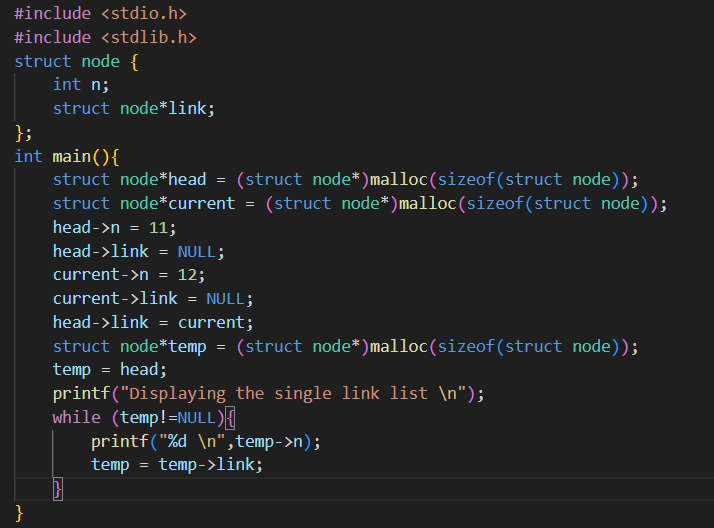 #include <stdio.h>
#include <stdlib.h>
struct node {
    int n;
    struct node*link;
};
int main(){
    struct node*head = (struct node*)malloc(sizeof(struct node));
    struct node*current = (struct node*)malloc(sizeof(struct node));
    head->n = 11;
    head->link = NULL;
    current->n = 12;
    current->link = NULL;
    head->link = current;
    struct node*temp = (struct node*)malloc(sizeof(struct node));
    temp = head;
    printf("Displaying the single link list \n");
    while (temp!=NULL){
        printf("%d \n",temp->n);
        temp = temp->link;
    }
}